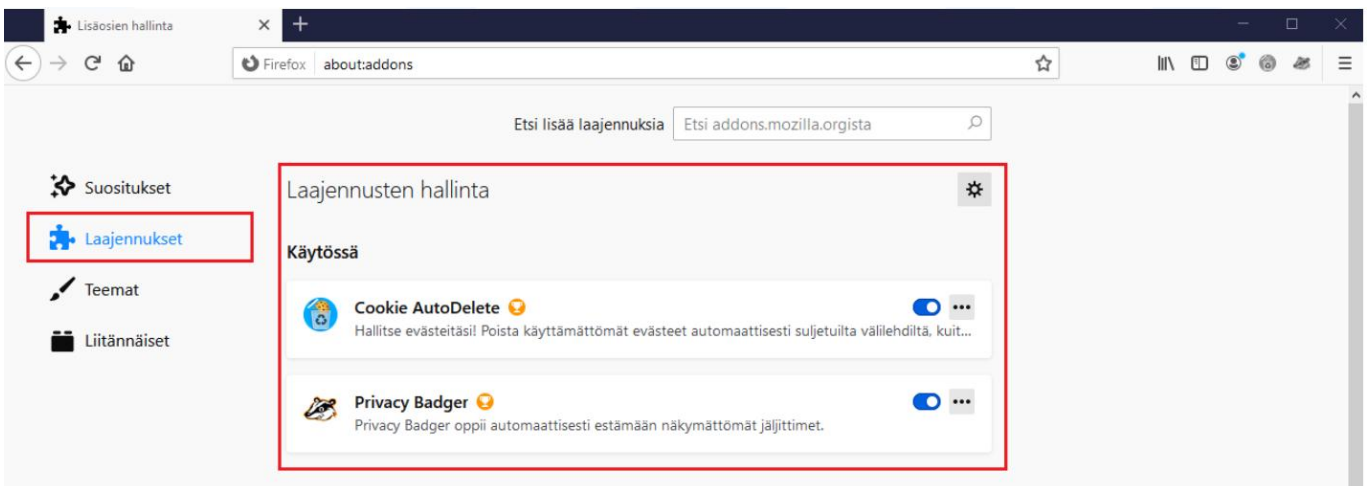 Lisäosien hallinta
Firefox about:addons
Etsi lisää laajennuksia Etsi addons.mozilla.orgista
Suositukset
Laajennukset
Teemat
Liitännäiset
Laajennusten hallinta
Käytössä
Cookie AutoDelete
Hallitse evästeitäsi! Poista käyttämättömät evästeet automaattisesti suljetuilta välilehdiltä, kuit...
Privacy Badger
Privacy Badger oppii automaattisesti estämään näkymättömät jäljittimet.